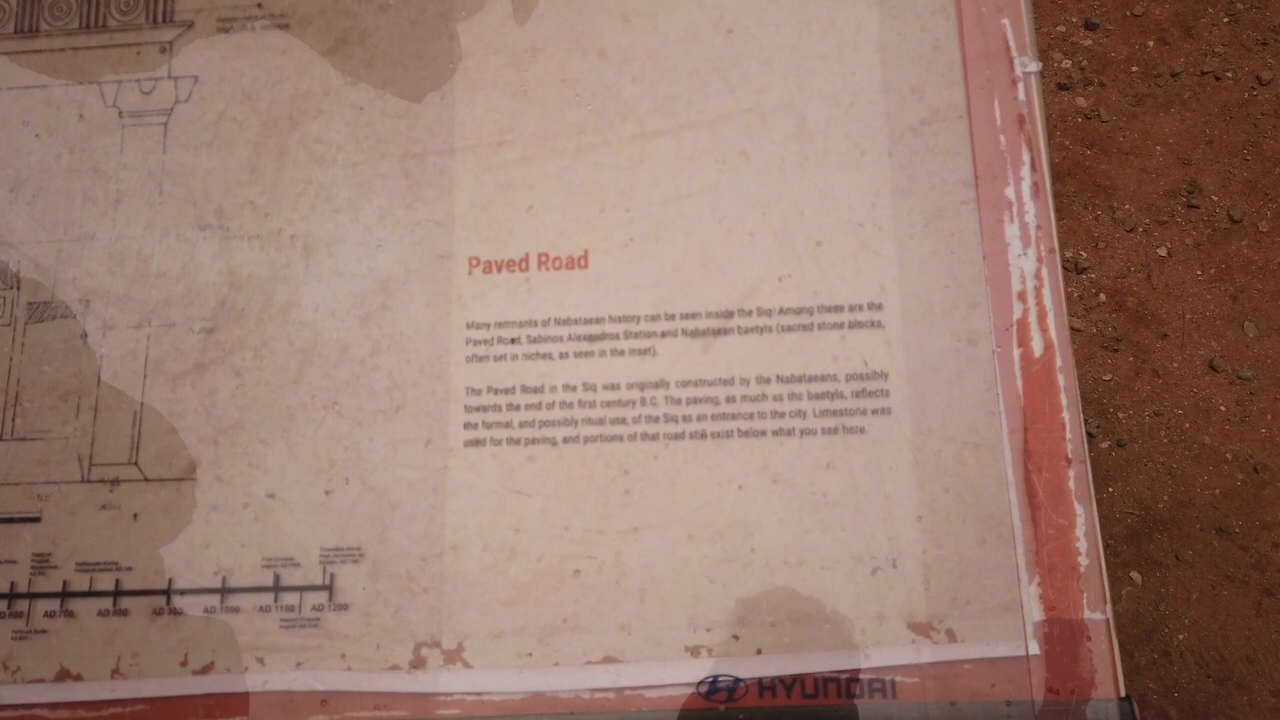 Paved Road
Many remnants of Nabataean history can be seen inside the Siq. Among these are the
Paved Road, Sabinos Alexandros Station and Nabataean baetyls (sacred stone blocks,
often set in niches, as seen in the inset).
The Paved Road in the Siq was originally constructed by the Nabataeans, possibly
towards the end of the first century B.C. The paving, as much as the baetyls, reflects
the formal, and possibly ritual use, of the Siq as an entrance to the city. Limestone was
used for the paving, and portions of that road still exist below what you see here.
AD 700 AD 800 AD 900 AD 1000 AD 1100 AD 1200
HYUNDAI